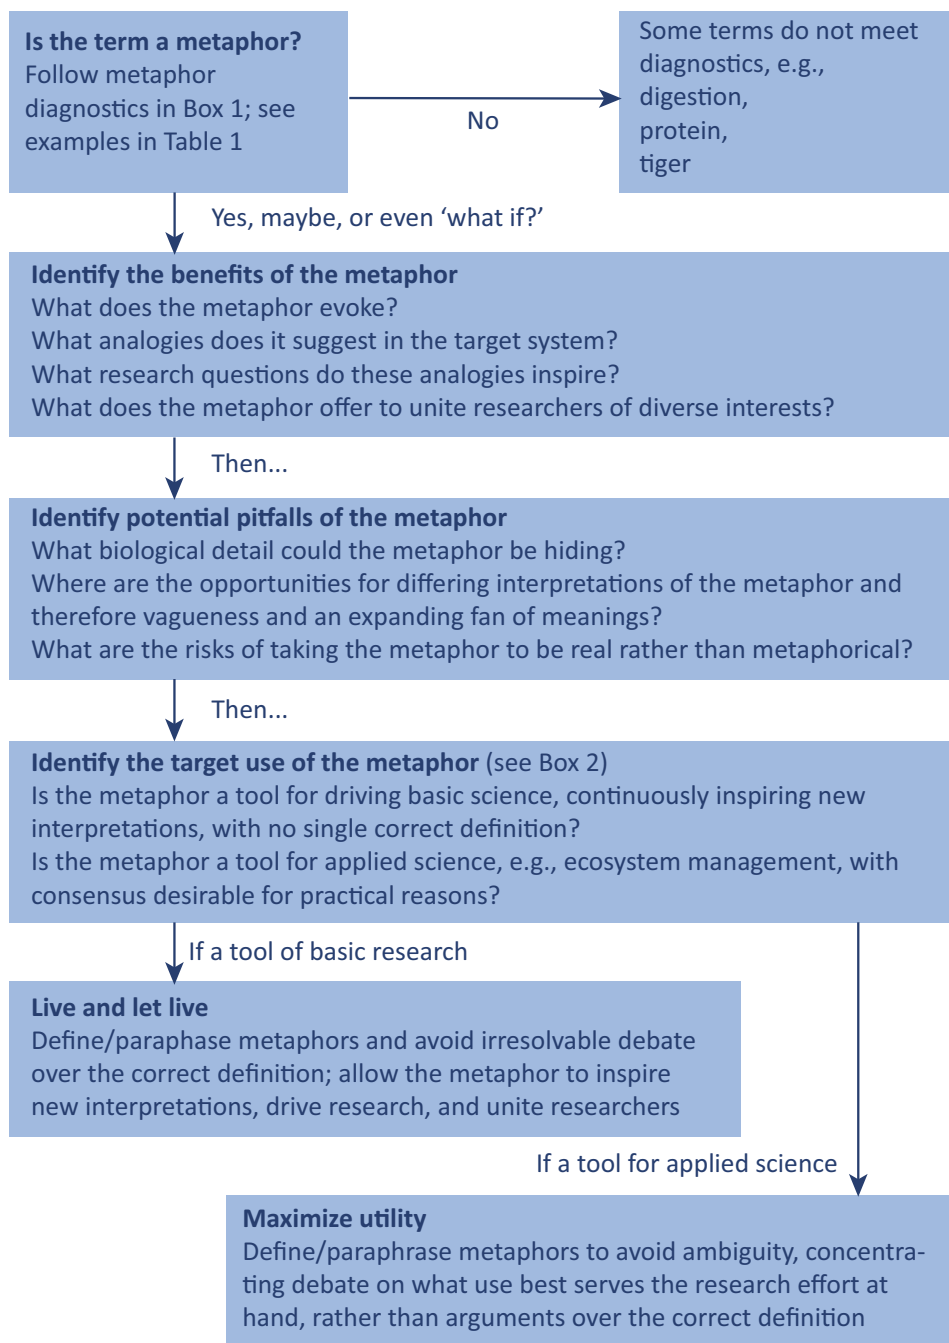 Is the term a metaphor?
Follow metaphor
diagnostics in Box 1; see
examples in Table 1
No
Some terms do not meet
diagnostics, e.g.,
digestion,
protein,
tiger
Yes, maybe, or even ‘what if?’
Identify the benefits of the metaphor
What does the metaphor evoke?
What analogies does it suggest in the target system?
What research questions do these analogies inspire?
What does the metaphor offer to unite researchers of diverse interests?
Then...
Identify potential pitfalls of the metaphor
What biological detail could the metaphor be hiding?
Where are the opportunities for differing interpretations of the metaphor and
therefore vagueness and an expanding fan of meanings?
What are the risks of taking the metaphor to be real rather than metaphorical?
Then...
Identify the target use of the metaphor (see Box 2)
Is the metaphor a tool for driving basic science, continuously inspiring new
interpretations, with no single correct definition?
Is the metaphor a tool for applied science, e.g., ecosystem management, with
consensus desirable for practical reasons?
If a tool of basic research
Live and let live
Define/paraphase metaphors and avoid irresolvable debate
over the correct definition; allow the metaphor to inspire
new interpretations, drive research, and unite researchers
If a tool for applied science
Maximize utility
Define/paraphrase metaphors to avoid ambiguity, concentra-
ting debate on what use best serves the research effort at
hand, rather than arguments over the correct definition